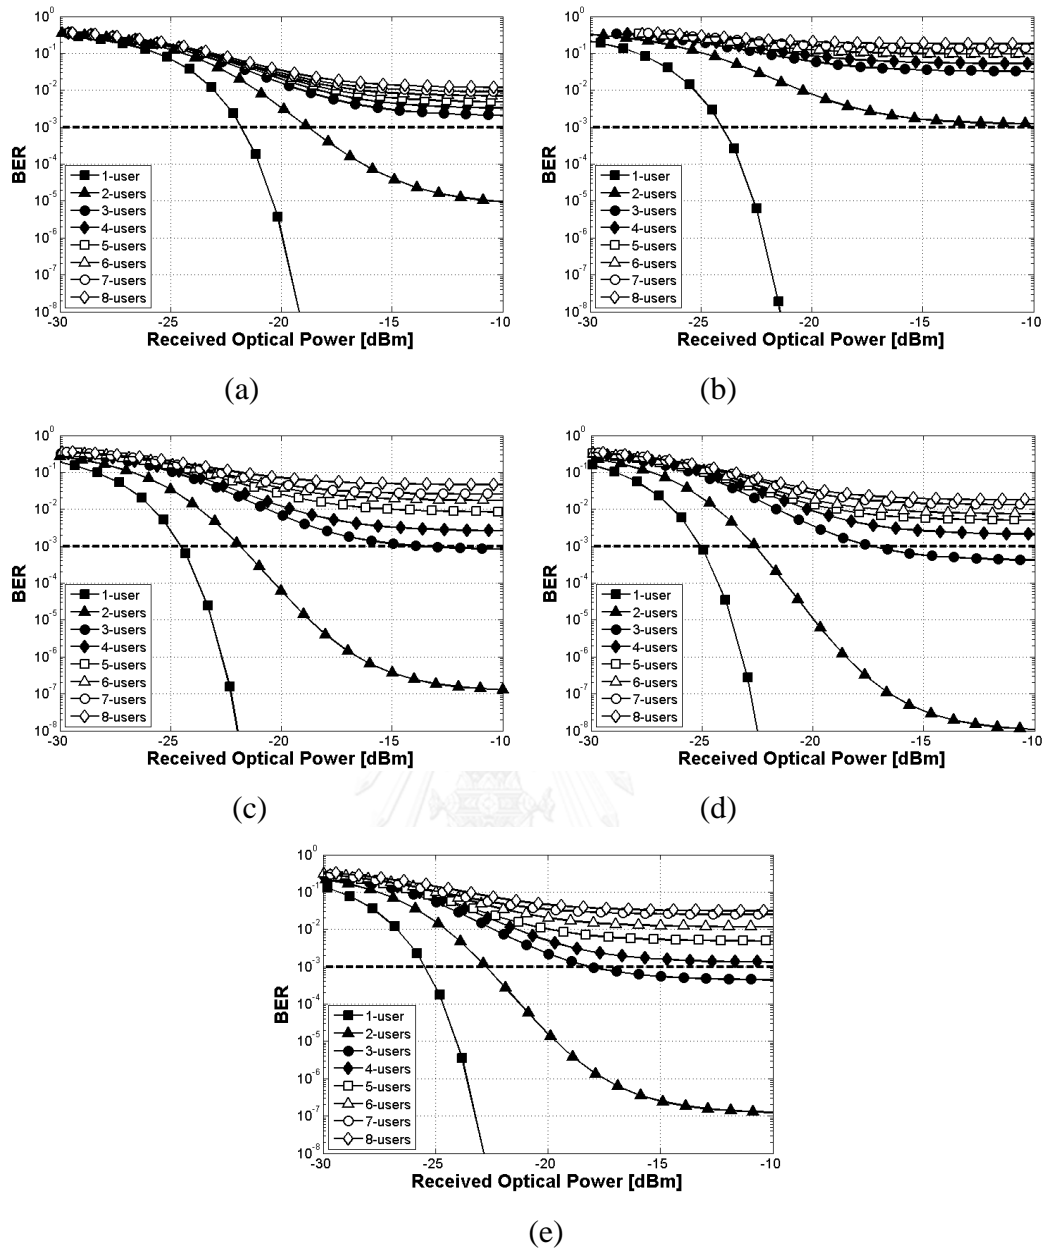 10^0
10^-1
10^-2
10^-3
10^-4
10^-5
10^-6
10^-7
10^-8
BER
1-user
2-users
3-users
4-users
5-users
6-users
7-users
8-users
-30 -25 -20 -15 -10
Received Optical Power [dBm]
(a)
10^0
10^-1
10^-2
10^-3
10^-4
10^-5
10^-6
10^-7
10^-8
BER
1-user
2-users
3-users
4-users
5-users
6-users
7-users
8-users
-30 -25 -20 -15 -10
Received Optical Power [dBm]
(b)
10^0
10^-1
10^-2
10^-3
10^-4
10^-5
10^-6
10^-7
10^-8
BER
1-user
2-users
3-users
4-users
5-users
6-users
7-users
8-users
-30 -25 -20 -15 -10
Received Optical Power [dBm]
(c)
10^0
10^-1
10^-2
10^-3
10^-4
10^-5
10^-6
10^-7
10^-8
BER
1-user
2-users
3-users
4-users
5-users
6-users
7-users
8-users
-30 -25 -20 -15 -10
Received Optical Power [dBm]
(d)
10^0
10^-1
10^-2
10^-3
10^-4
10^-5
10^-6
10^-7
10^-8
BER
1-user
2-users
3-users
4-users
5-users
6-users
7-users
8-users
-30 -25 -20 -15 -10
Received Optical Power [dBm]
(e)